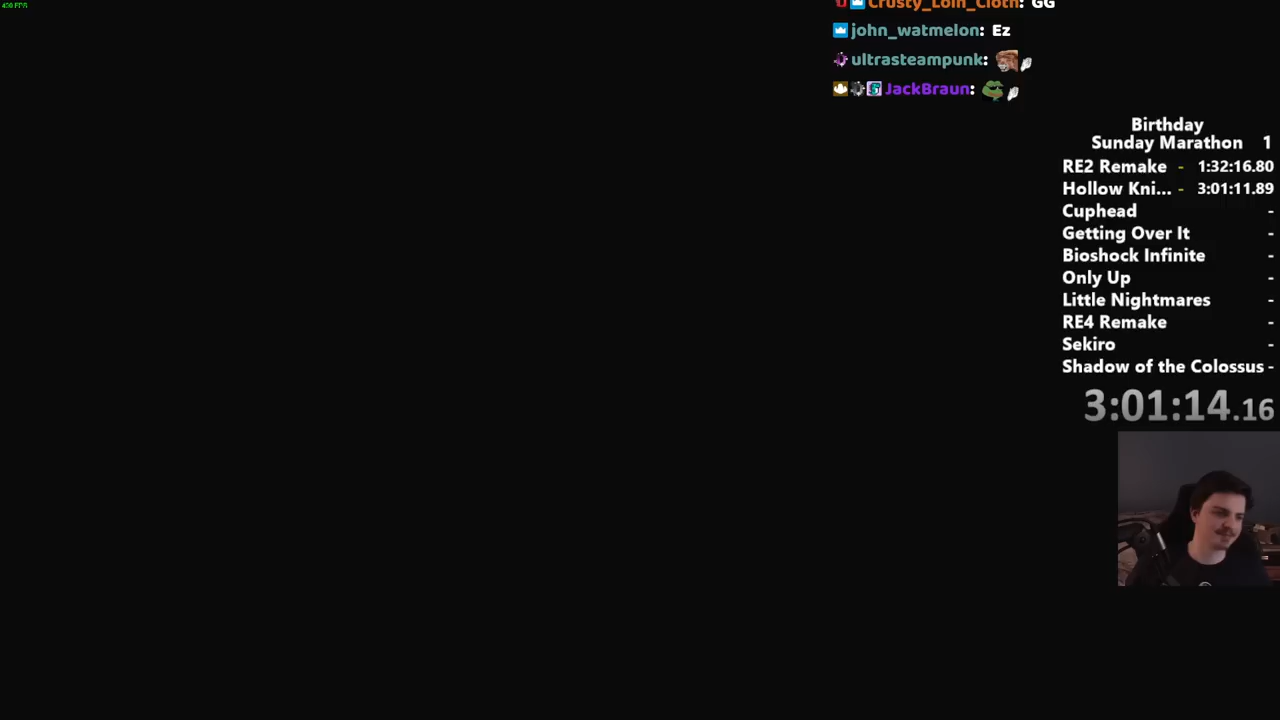 Crusty_Loin_Cloth: GG
john_watmelon: Ez
ultrasteampunk:
JackBraun:
Birthday
Sunday Marathon 1
RE2 Remake - 1:32:16.80
Hollow Kni... - 3:01:11.89
Cuphead -
Getting Over It -
Bioshock Infinite -
Only Up -
Little Nightmares -
RE4 Remake -
Sekiro -
Shadow of the Colossus -
3:01:14.16